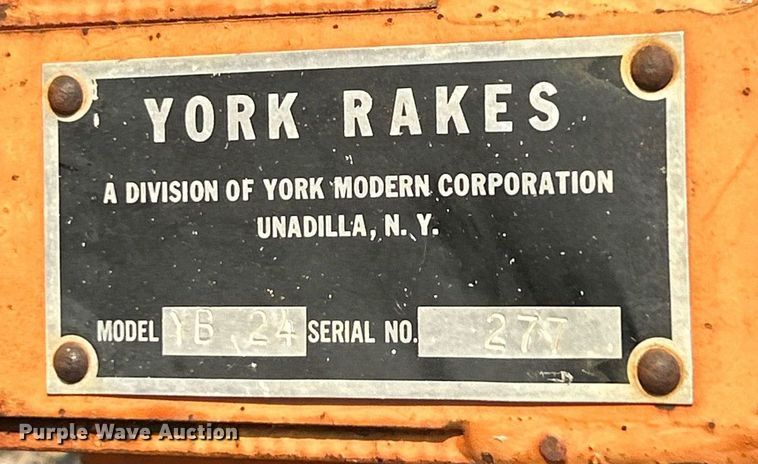 YORK RAKES
A DIVISION OF YORK MODERN CORPORATION
UNADILLA, N. Y.
MODEL YB 24 SERIAL NO. 277
Purple Wave Auction